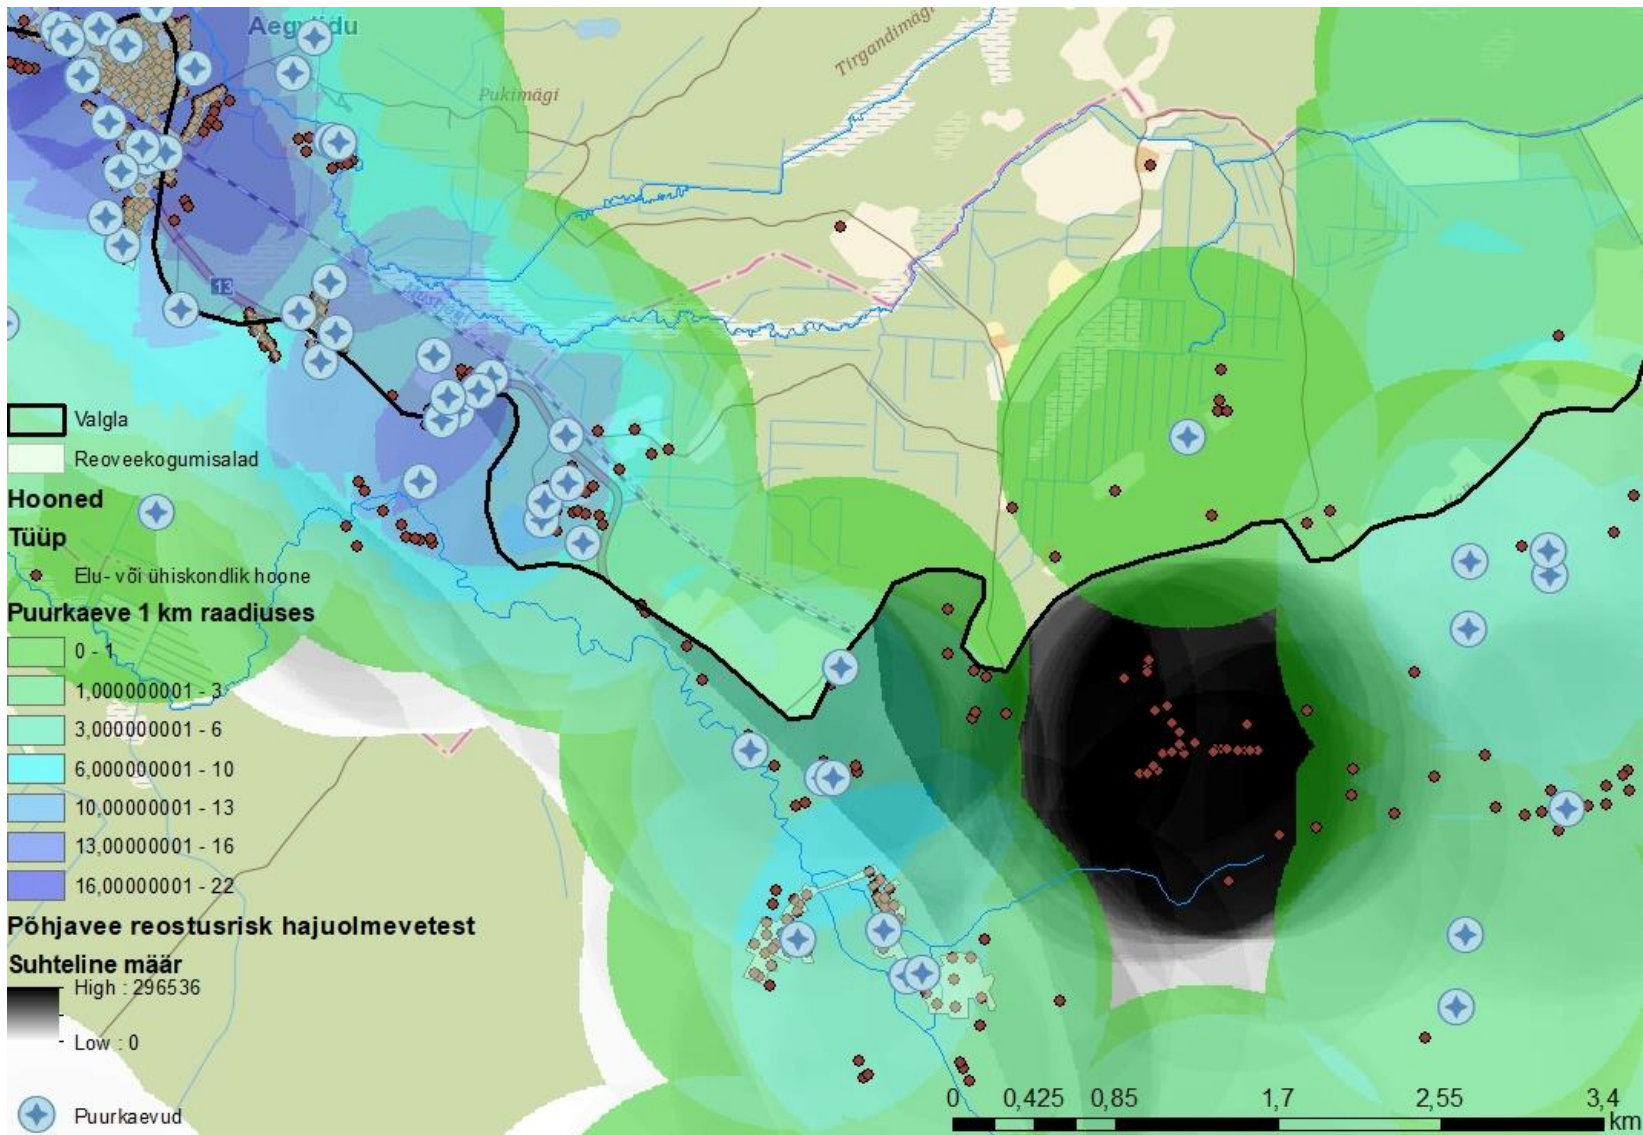 Aegviidu
Pukimägi
Tirgandimägi
13
Valgla
Reoveekogumisalad
Hooned
Tüüp
Elu- või ühiskondlik hoone
Puurkaeve 1 km raadiuses
0 - 1
1,000000001 - 3
3,000000001 - 6
6,000000001 - 10
10,00000001 - 13
13,00000001 - 16
16,00000001 - 22
Põhjavee reostusrisk hajuolmevetest
Suhteline määr
High : 296536
Low : 0
Puurkaevud
0 0,425 0,85 1,7 2,55 3,4
km